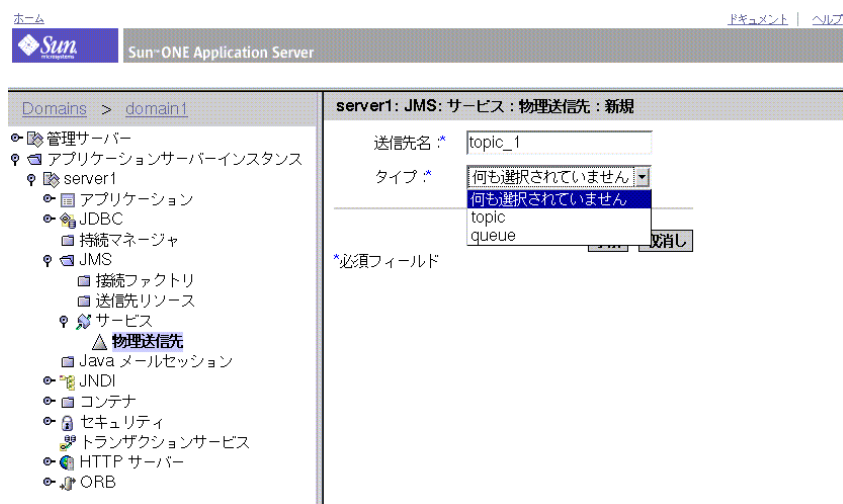 ホーム
ドキュメント | ヘルプ
Sun microsystems
Sun ONE Application Server
Domains > domain1
管理サーバー
アプリケーションサーバーインスタンス
server1
アプリケーション
JDBC
持続マネージャ
JMS
接続ファクトリ
送信先リソース
サービス
物理送信先
Java メールセッション
JNDI
コンテナ
セキュリティ
トランザクションサービス
HTTP サーバー
ORB
server1: JMS: サービス : 物理送信先 : 新規
送信先名 :* topic_1
タイプ :* 何も選択されていません
何も選択されていません
topic
queue
取消し
*必須フィールド